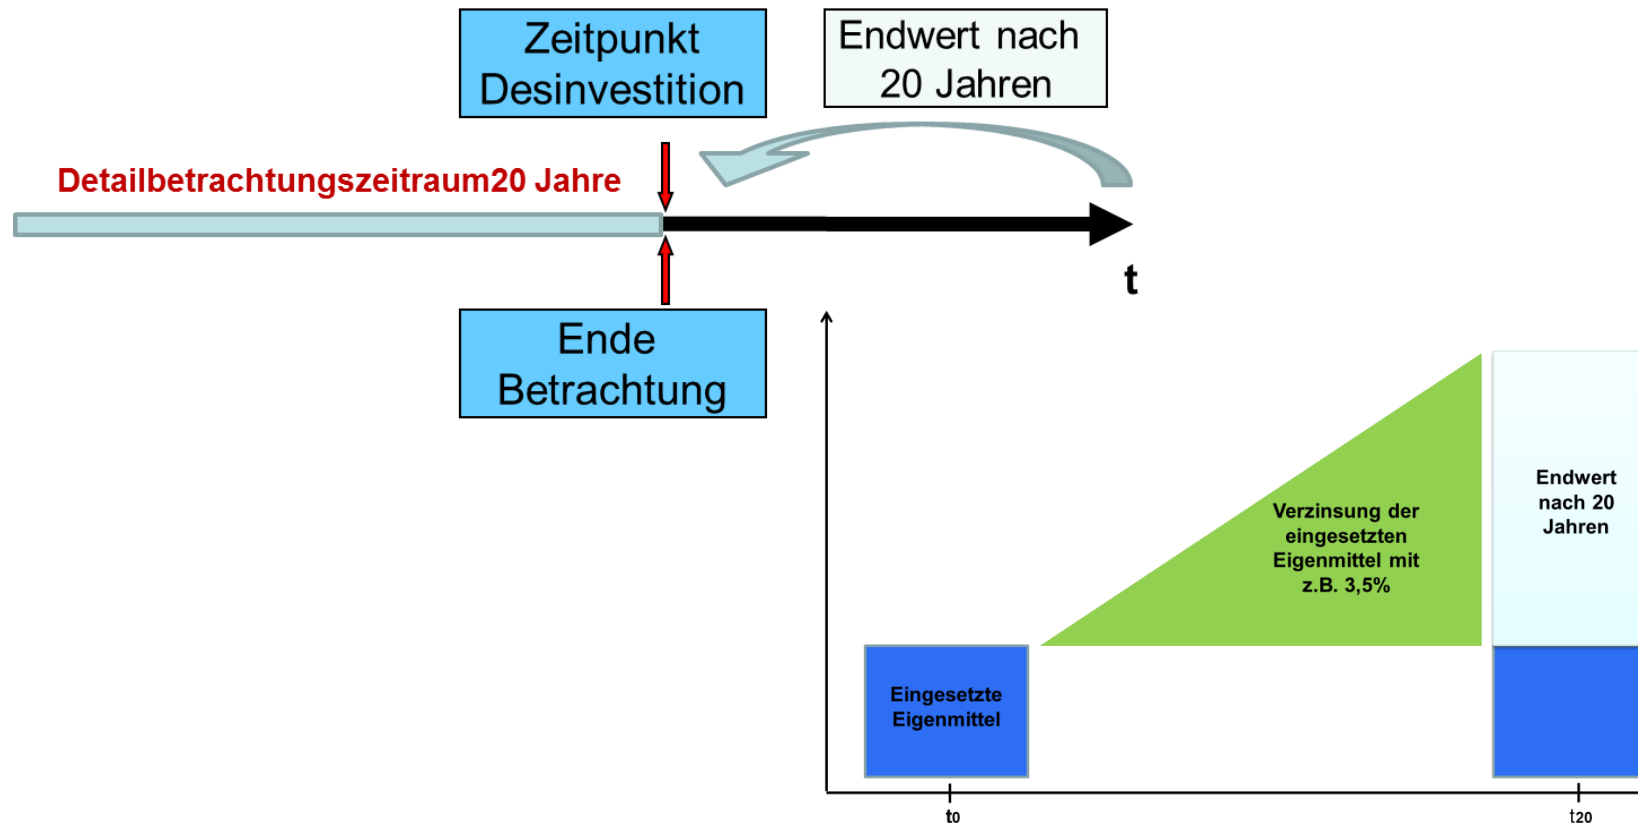 Zeitpunkt
Desinvestition
Endwert nach
20 Jahren
Detailbetrachtungszeitraum20 Jahre
t
Ende
Betrachtung
Verzinsung der
eingesetzten
Eigenmittel mit
z.B. 3,5%
Endwert
nach 20
Jahren
Eingesetzte
Eigenmittel
t0
t20